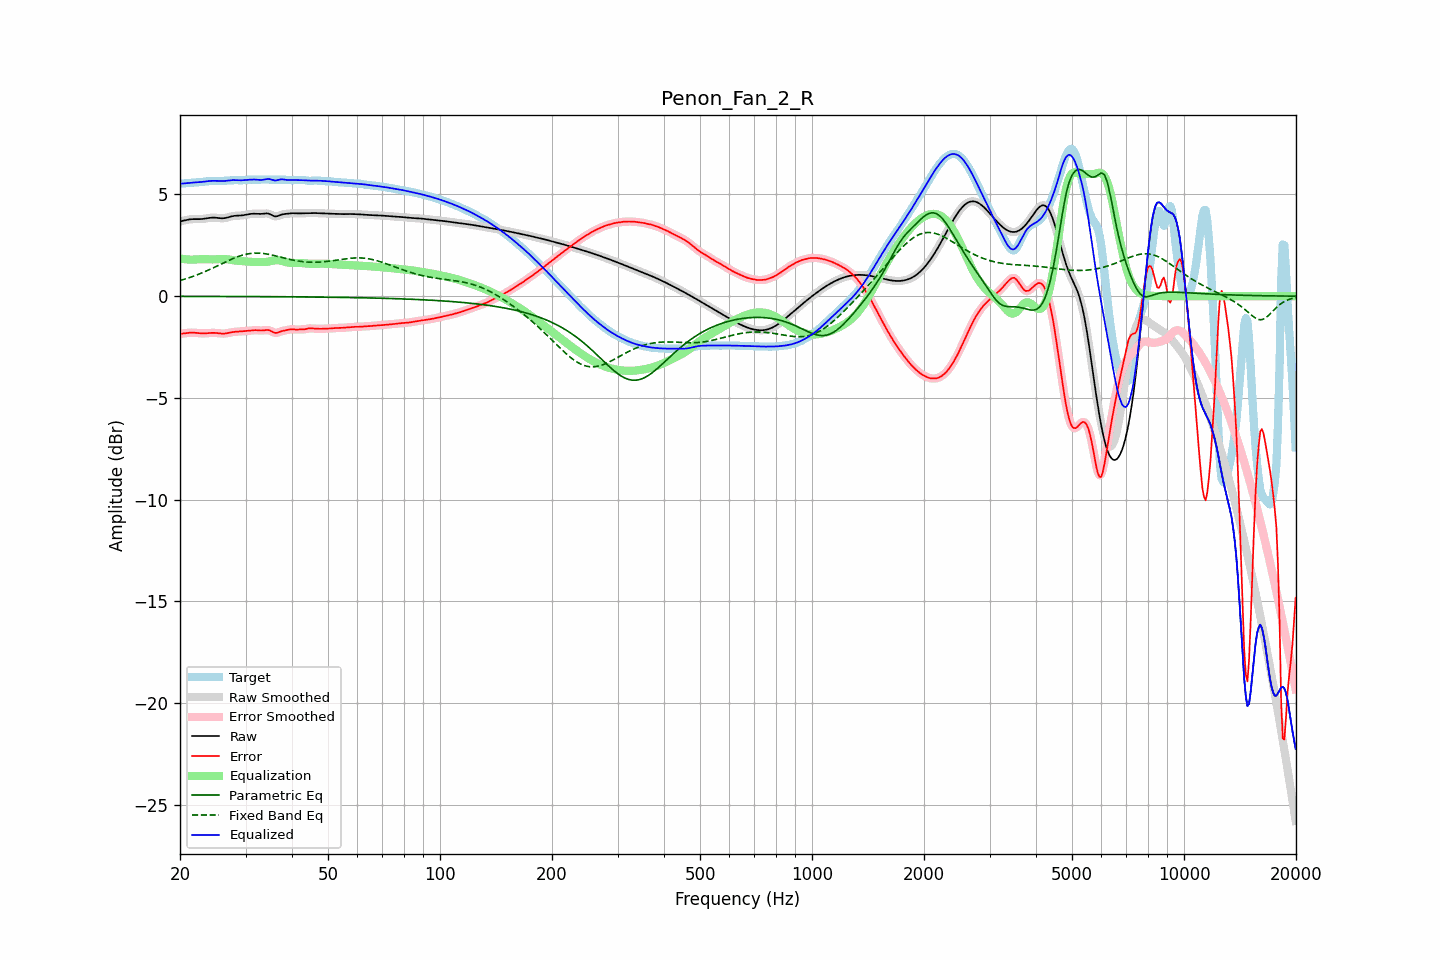 Penon_Fan_2_R
Amplitude (dBr)
5
0
−5
−10
−15
−20
−25
Target
Raw Smoothed
Error Smoothed
Raw
Error
Equalization
Parametric Eq
Fixed Band Eq
Equalized
20
50
100
200
500
1000
2000
5000
10000
20000
Frequency (Hz)